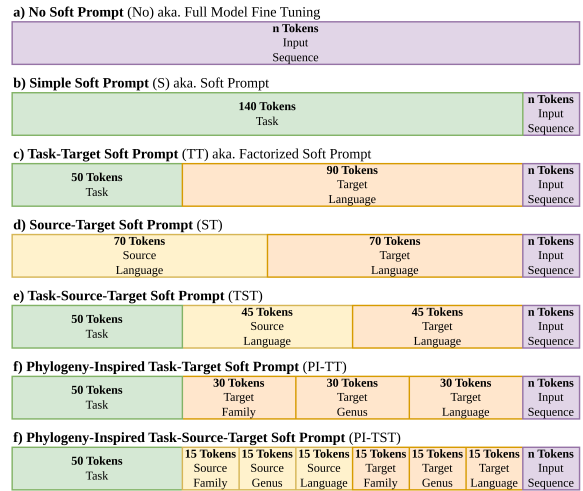 a) No Soft Prompt (No) aka. Full Model Fine Tuning
n Tokens
Input
Sequence
b) Simple Soft Prompt (S) aka. Soft Prompt
140 Tokens
Task
n Tokens
Input
Sequence
c) Task-Target Soft Prompt (TT) aka. Factorized Soft Prompt
50 Tokens
Task
90 Tokens
Target
Language
n Tokens
Input
Sequence
d) Source-Target Soft Prompt (ST)
70 Tokens
Source
Language
70 Tokens
Target
Language
n Tokens
Input
Sequence
e) Task-Source-Target Soft Prompt (TST)
50 Tokens
Task
45 Tokens
Source
Language
45 Tokens
Target
Language
n Tokens
Input
Sequence
f) Phylogeny-Inspired Task-Target Soft Prompt (PI-TT)
50 Tokens
Task
30 Tokens
Target
Family
30 Tokens
Target
Genus
30 Tokens
Target
Language
n Tokens
Input
Sequence
f) Phylogeny-Inspired Task-Source-Target Soft Prompt (PI-TST)
50 Tokens
Task
15 Tokens
Source
Family
15 Tokens
Source
Genus
15 Tokens
Source
Language
15 Tokens
Target
Family
15 Tokens
Target
Genus
15 Tokens
Target
Language
n Tokens
Input
Sequence